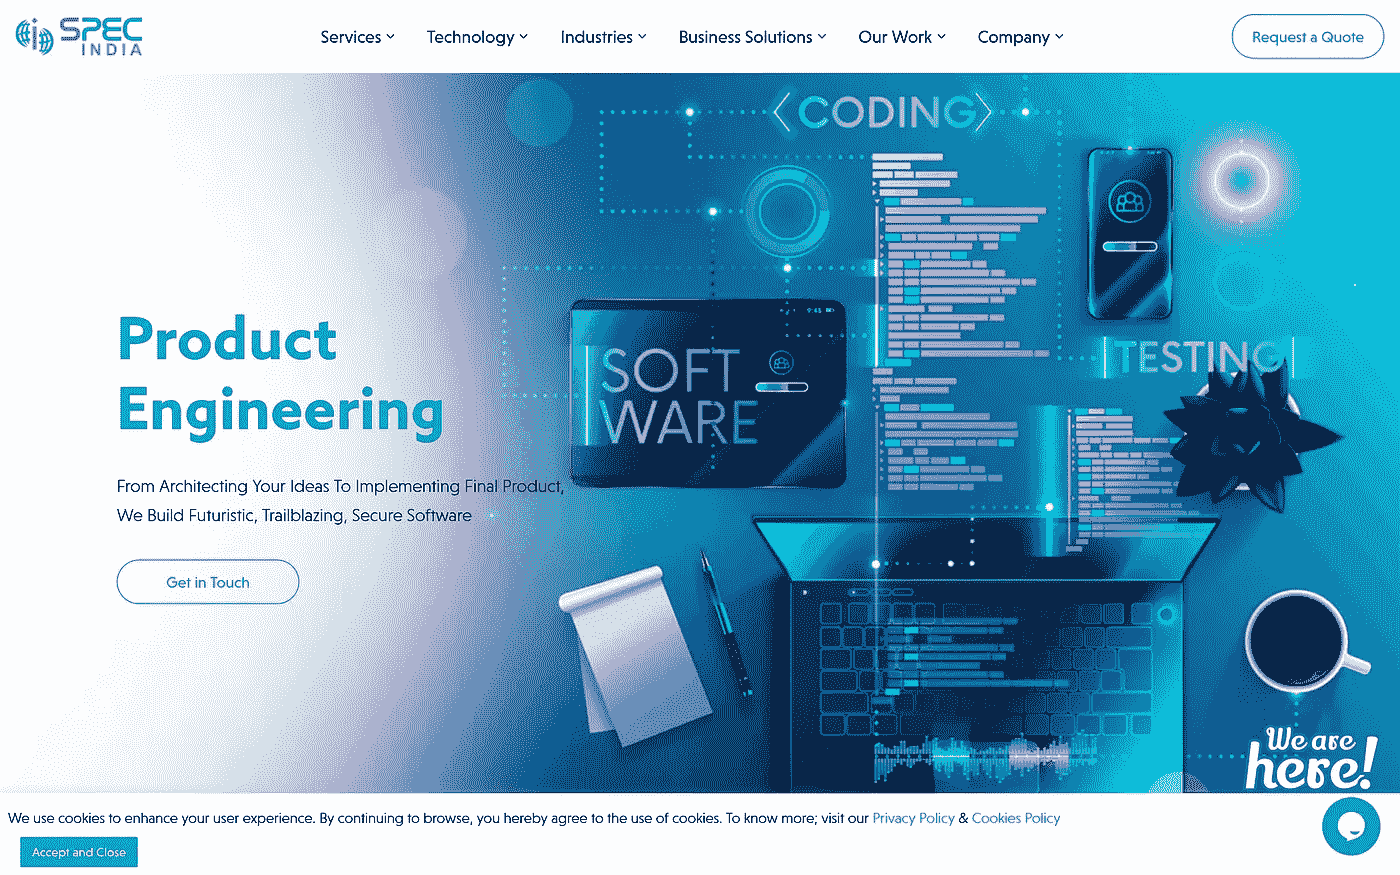 SPEC
INDIA
Services
Technology
Industries
Business Solutions
Our Work
Company
Request a Quote
<CODING>
9:45
SOFT
WARE
TESTING
Product
Engineering
From Architecting Your Ideas To Implementing Final Product,
We Build Futuristic, Trailblazing, Secure Software
Get in Touch
We are
here!
We use cookies to enhance your user experience. By continuing to browse, you hereby agree to the use of cookies. To know more; visit our Privacy Policy & Cookies Policy
Accept and Close